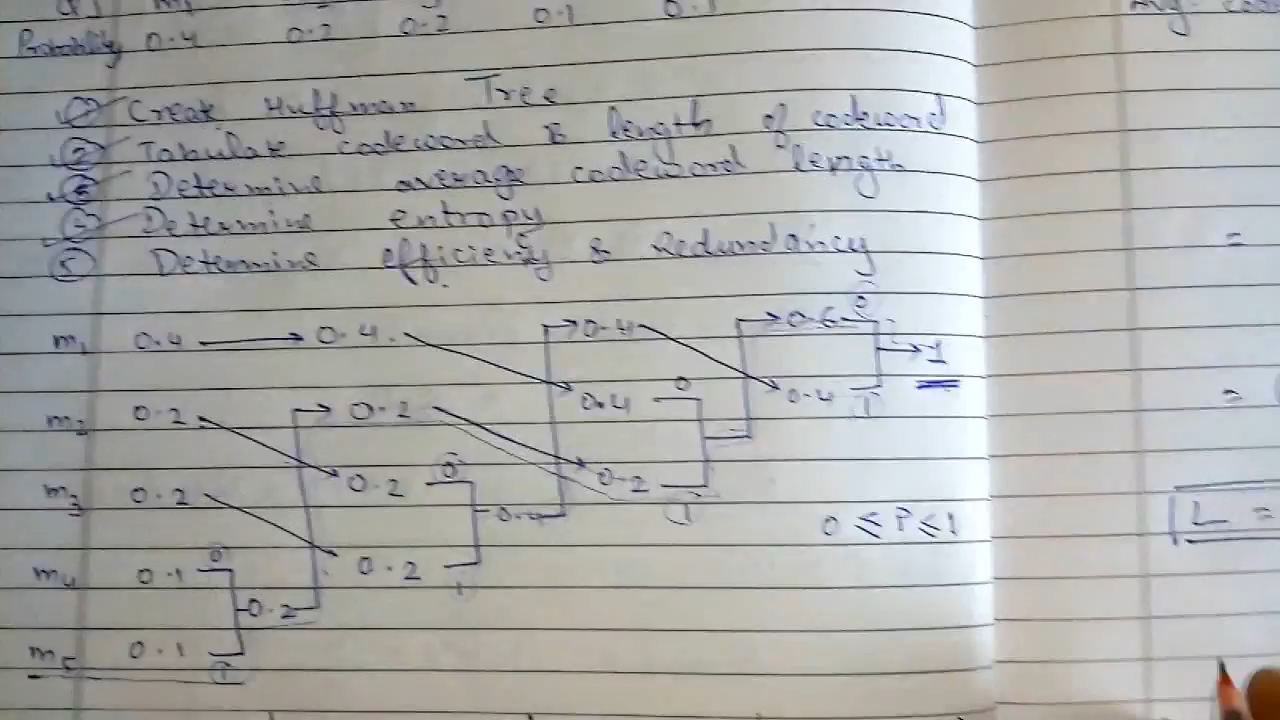 Probability 0.4 0.2 0.2 0.1 0.1
① Create Huffman Tree
② Tabulate codeword & length of codeword
③ Determine average codeword length
④ Determine entropy
⑤ Determine efficiency & Redundancy
m1 0.4 0.4 0.4 0.6 0
0.4 0 0.4 1 1
m2 0.2 0.2
0.2 0 0.2 1
m3 0.2 0.4 0 ≤ P ≤ 1
L =
m4 0.1 0 0.2 1
0.2
m5 0.1 1
=
=